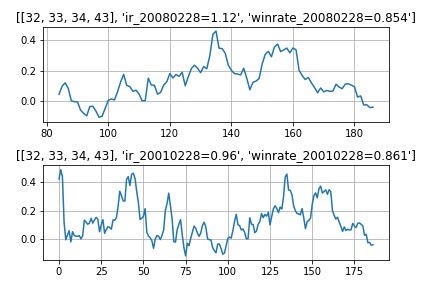 [[32, 33, 34, 43], 'ir_20080228=1.12', 'winrate_20080228=0.854']
0.4
0.2
0.0
80 100 120 140 160 180
[[32, 33, 34, 43], 'ir_20010228=0.96', 'winrate_20010228=0.861']
0.4
0.2
0.0
0 25 50 75 100 125 150 175